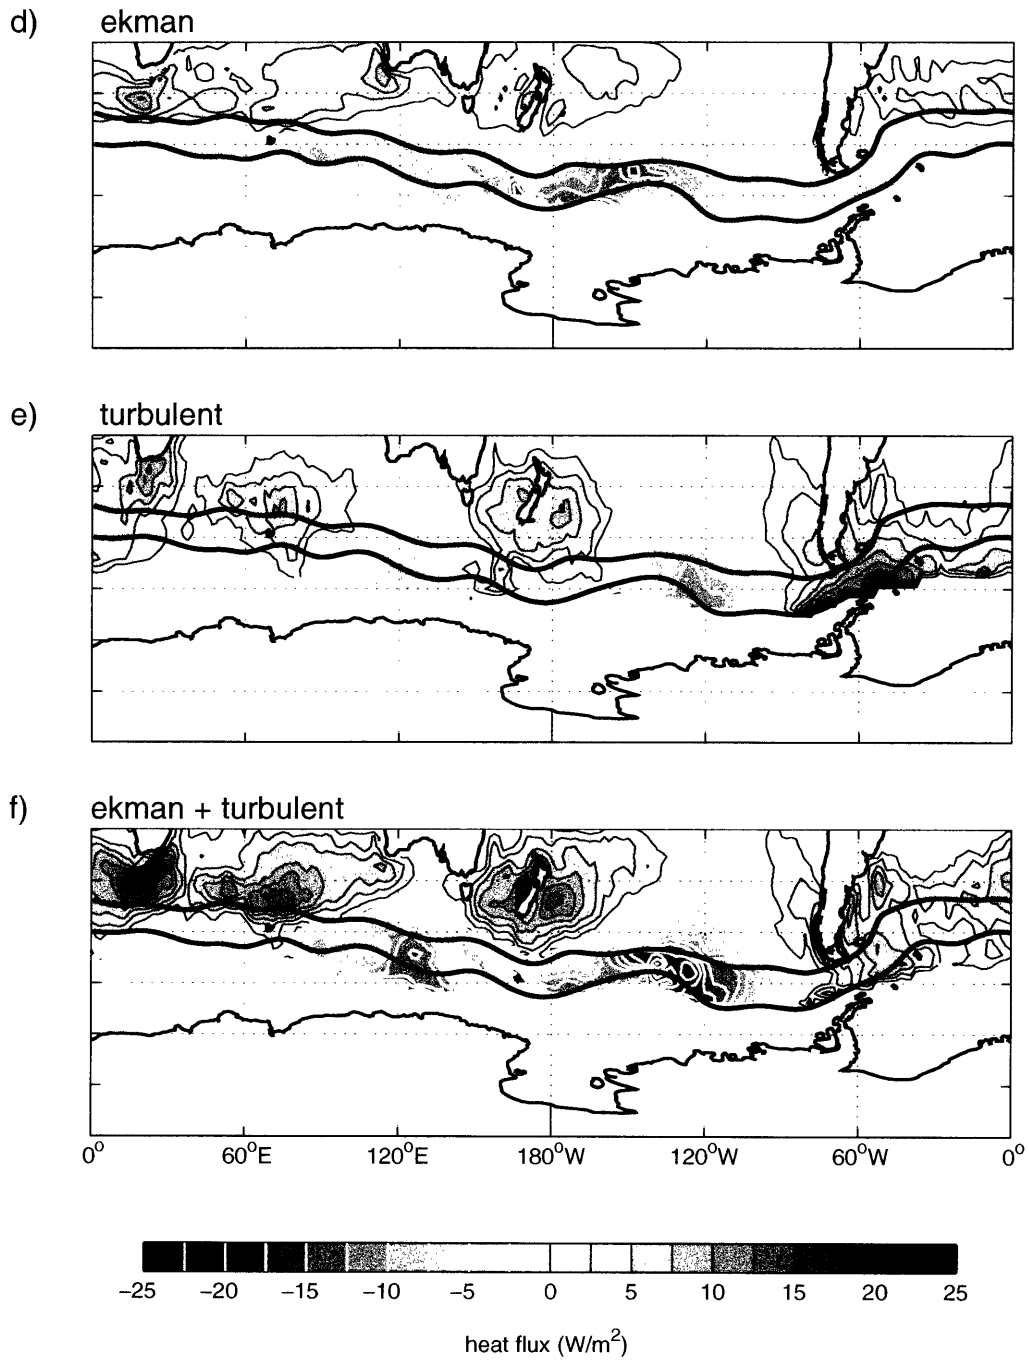 d) ekman
e) turbulent
f) ekman + turbulent
0° 60°E 120°E 180°W 120°W 60°W 0°
−25 −20 −15 −10 −5 0 5 10 15 20 25
heat flux (W/m²)